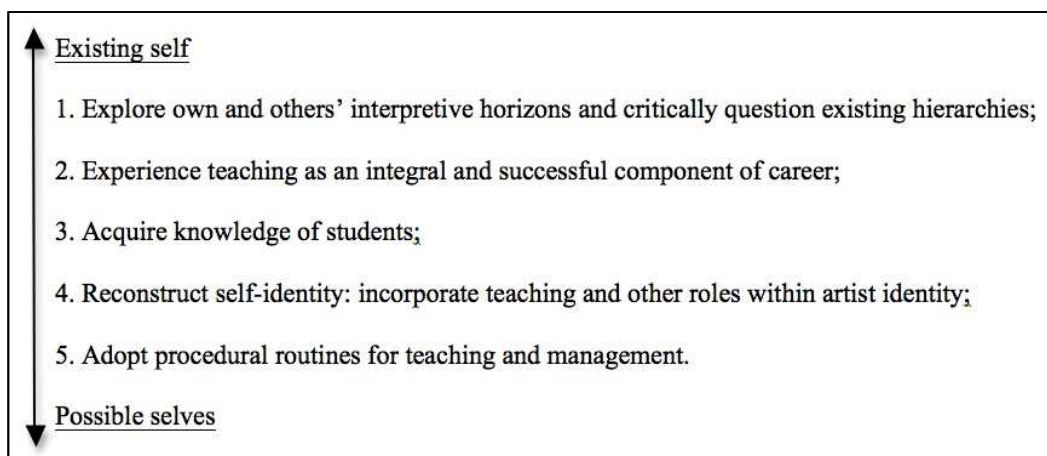 Existing self
1. Explore own and others’ interpretive horizons and critically question existing hierarchies;
2. Experience teaching as an integral and successful component of career;
3. Acquire knowledge of students;
4. Reconstruct self-identity: incorporate teaching and other roles within artist identity;
5. Adopt procedural routines for teaching and management.
Possible selves